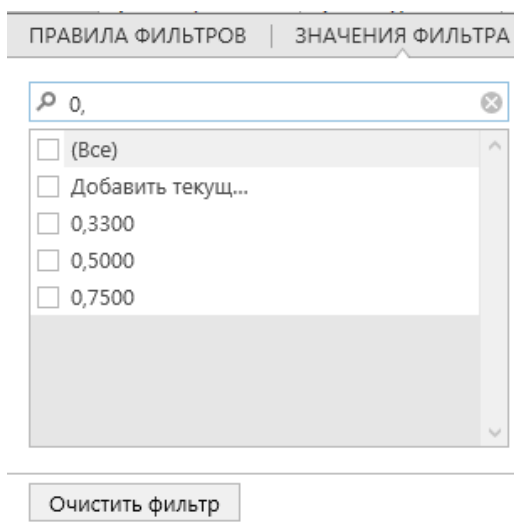 ПРАВИЛА ФИЛЬТРОВ | ЗНАЧЕНИЯ ФИЛЬТРА
0,
(Все)
Добавить текущ...
0,3300
0,5000
0,7500
Очистить фильтр